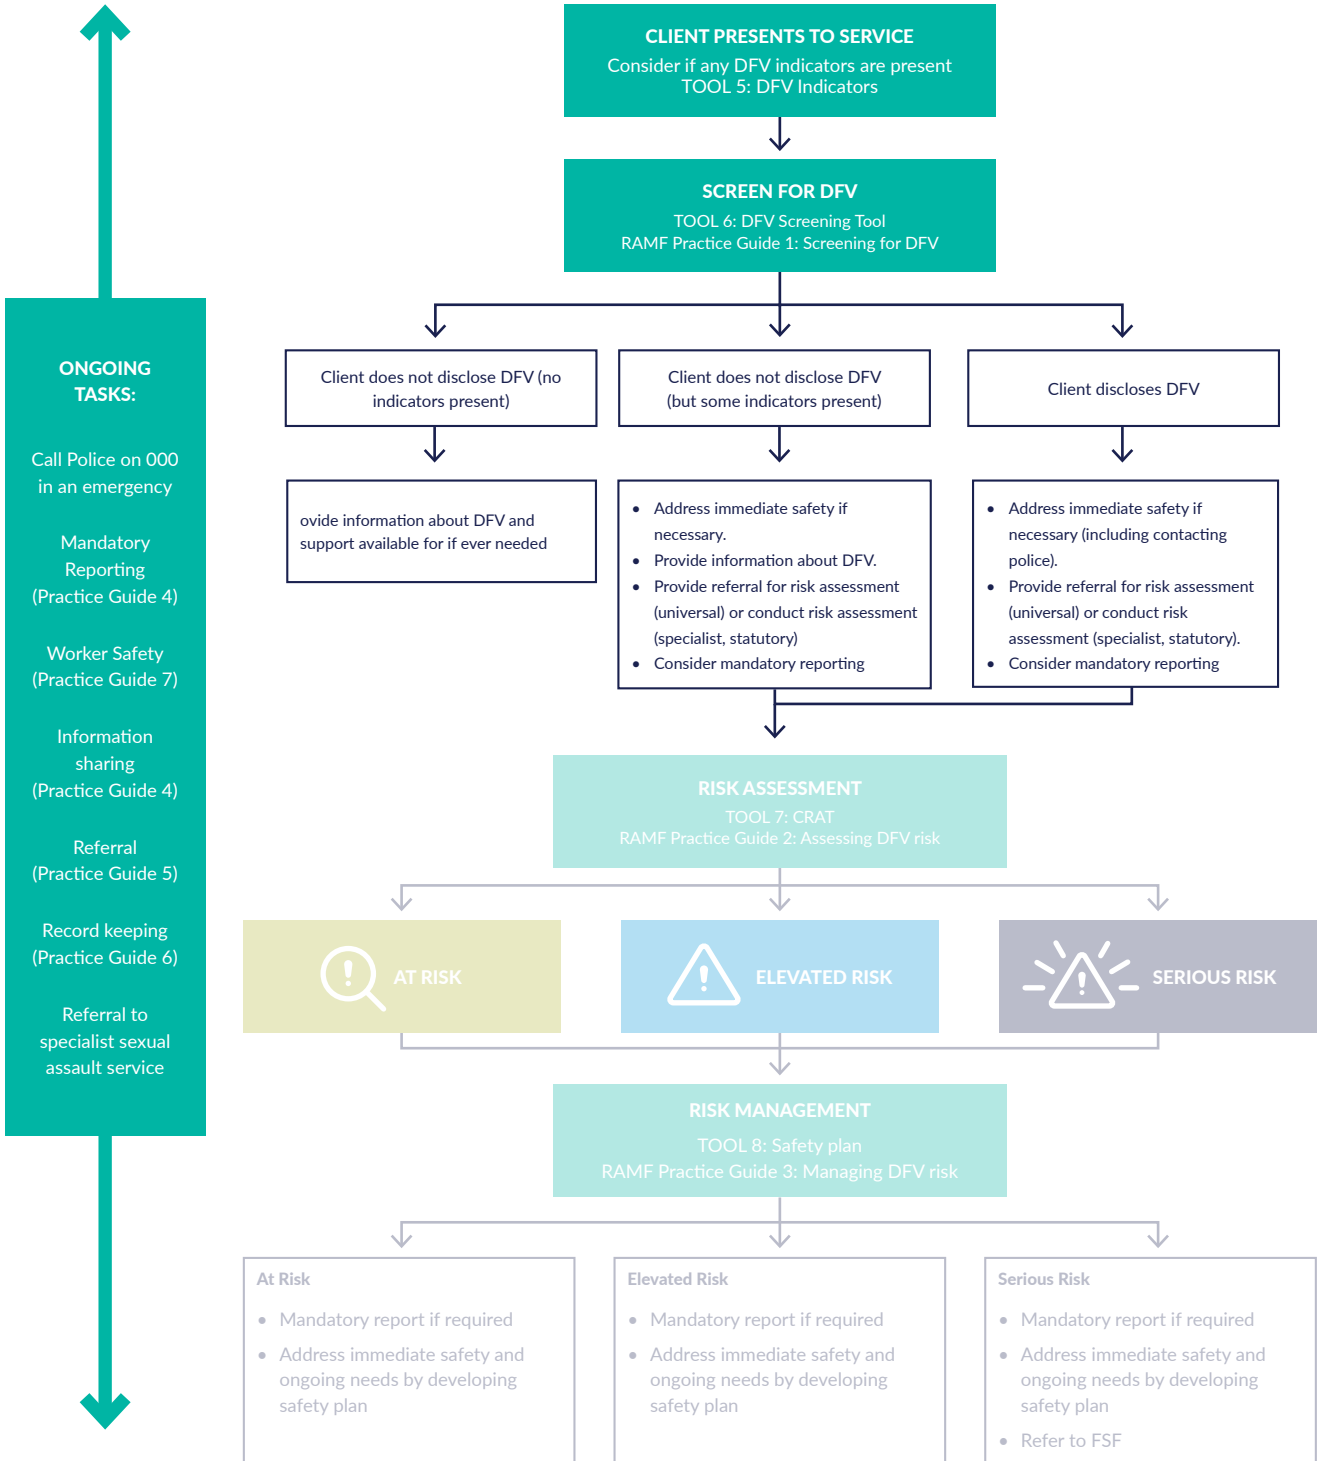 CLIENT PRESENTS TO SERVICE
Consider if any DFV indicators are present
TOOL 5: DFV Indicators
SCREEN FOR DFV
TOOL 6: DFV Screening Tool
RAMF Practice Guide 1: Screening for DFV
ONGOING
TASKS:
Call Police on 000
in an emergency
Mandatory
Reporting
(Practice Guide 4)
Worker Safety
(Practice Guide 7)
Information
sharing
(Practice Guide 4)
Referral
(Practice Guide 5)
Record keeping
(Practice Guide 6)
Referral to
specialist sexual
assault service
Client does not disclose DFV (no
indicators present)
Client does not disclose DFV
(but some indicators present)
Client discloses DFV
ovide information about DFV and
support available for if ever needed
• Address immediate safety if
necessary.
• Provide information about DFV.
• Provide referral for risk assessment
(universal) or conduct risk assessment
(specialist, statutory)
• Consider mandatory reporting
• Address immediate safety if
necessary (including contacting
police).
• Provide referral for risk assessment
(universal) or conduct risk
assessment (specialist, statutory).
• Consider mandatory reporting
RISK ASSESSMENT
TOOL 7: CRAT
RAMF Practice Guide 2: Assessing DFV risk
AT RISK
ELEVATED RISK
SERIOUS RISK
RISK MANAGEMENT
TOOL 8: Safety plan
RAMF Practice Guide 3: Managing DFV risk
At Risk
• Mandatory report if required
• Address immediate safety and
ongoing needs by developing
safety plan
Elevated Risk
• Mandatory report if required
• Address immediate safety and
ongoing needs by developing
safety plan
Serious Risk
• Mandatory report if required
• Address immediate safety and
ongoing needs by developing
safety plan
• Refer to FSF